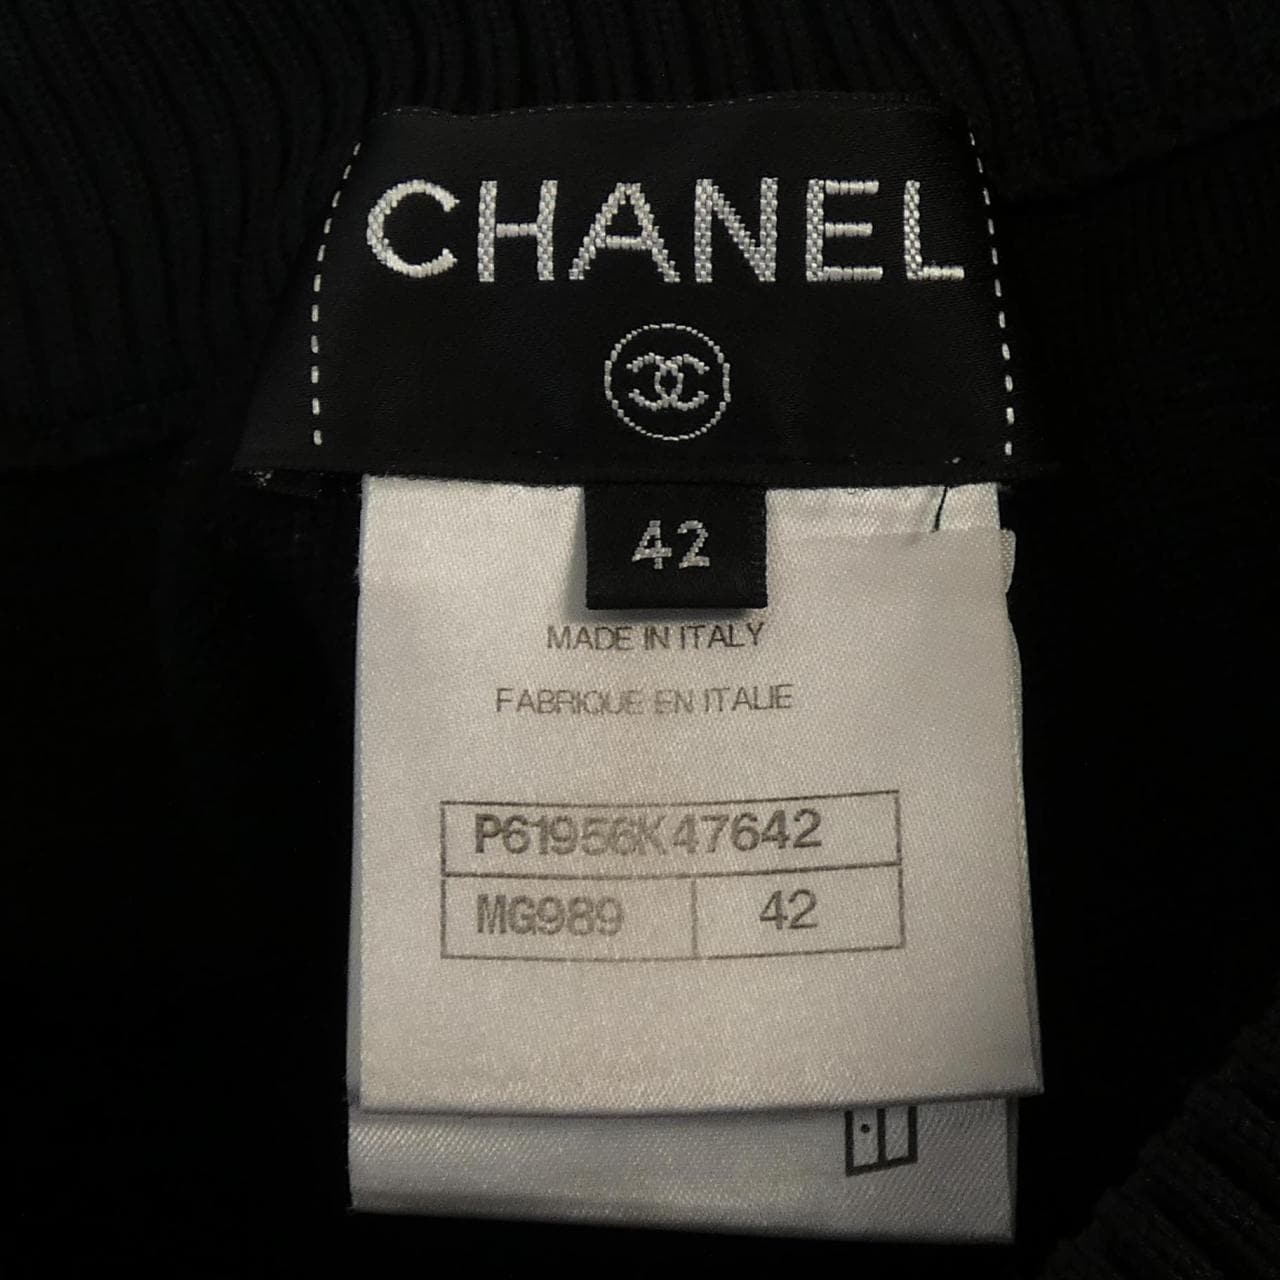 CHANEL
42
MADE IN ITALY
FABRIQUE EN ITALIE
P61956K47642
MG989 42